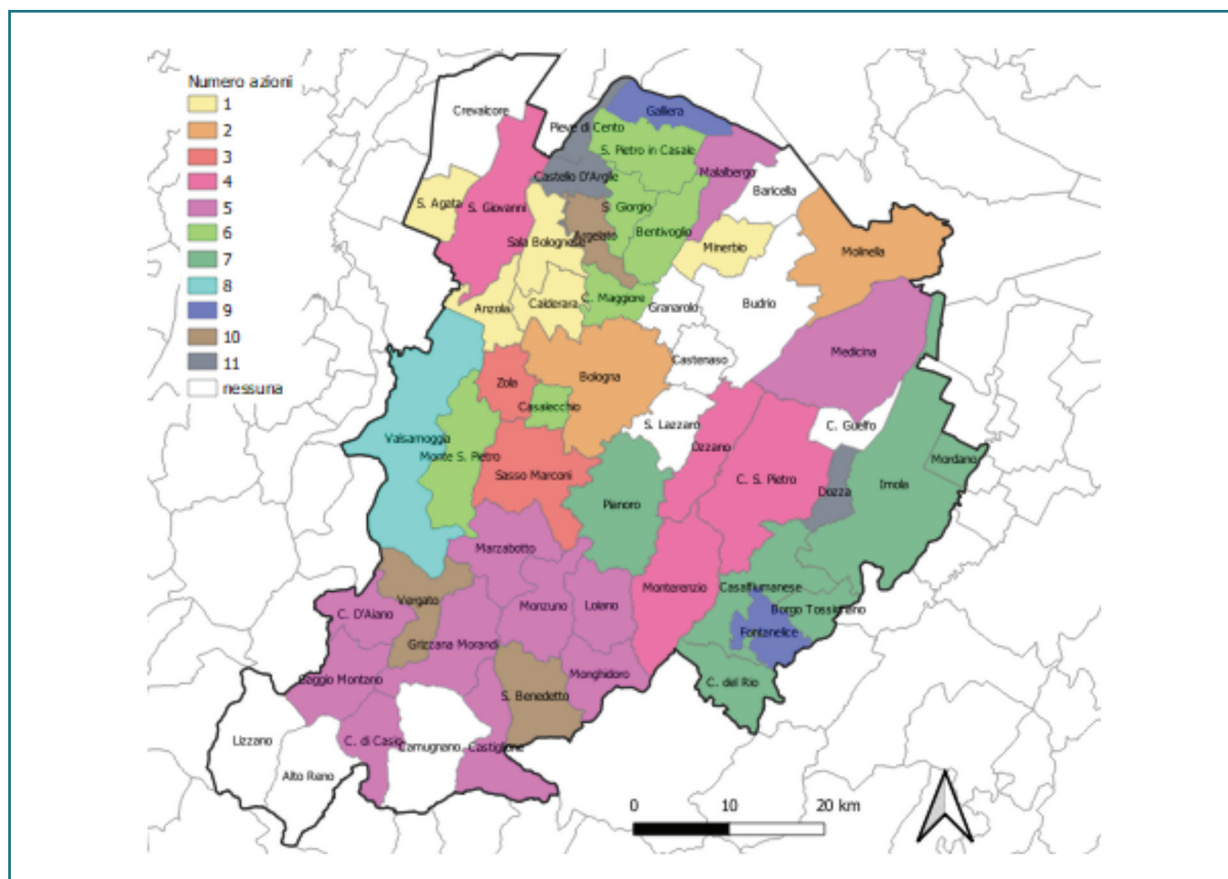 Numero azioni
1
2
3
4
5
6
7
8
9
10
11
nessuna
Crevalcore
Galliera
Pieve di Cento
S. Pietro in Casale
Malalbergo
Castello D'Argile
Baricella
S. Agata
S. Giovanni
S. Giorgio
Argelato
Bentivoglio
Sala Bolognese
Minerbio
Molinella
Anzola
Calderara
C. Maggiore
Granarolo
Budrio
Medicina
Castenaso
Bologna
Zola
Casalecchio
S. Lazzaro
C. Guelfo
Valsamoggia
Monte S. Pietro
Ozzano
Mordano
Sasso Marconi
C. S. Pietro
Dozza
Imola
Pianoro
Marzabotto
Monterenzio
Casalfiumanese
Vergato
C. D'Aiano
Monzuno
Loiano
Borgo Tossignano
Fontanelice
Grizzana Morandi
Gaggio Montano
Monghidoro
C. del Rio
S. Benedetto
Lizzano
C. di Casio
Camugnano
Castiglione
Alto Reno
0 10 20 km